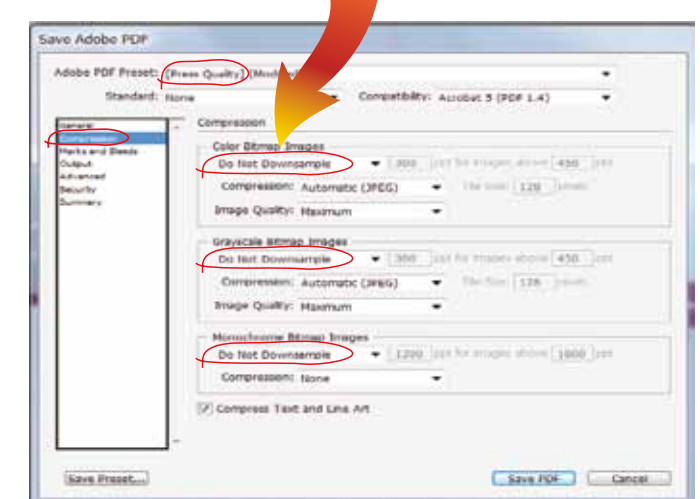 Save Adobe PDF
Adobe PDF Preset: [Press Quality]
Standard: None Compatibility: Acrobat 5 (PDF 1.4)
General
Compression
Marks and Bleeds
Output
Advanced
Security
Summary
Compression
Color Bitmap Images
Do Not Downsample 300 ppi for images above 450 ppi
Compression: Automatic (JPEG) Tile Size: 128 pixels
Image Quality: Maximum
Grayscale Bitmap Images
Do Not Downsample 300 ppi for images above 450 ppi
Compression: Automatic (JPEG) Tile Size: 128 pixels
Image Quality: Maximum
Monochrome Bitmap Images
Do Not Downsample 1200 ppi for images above 1800 ppi
Compression: None
Compress Text and Line Art
Save Preset... Save PDF Cancel